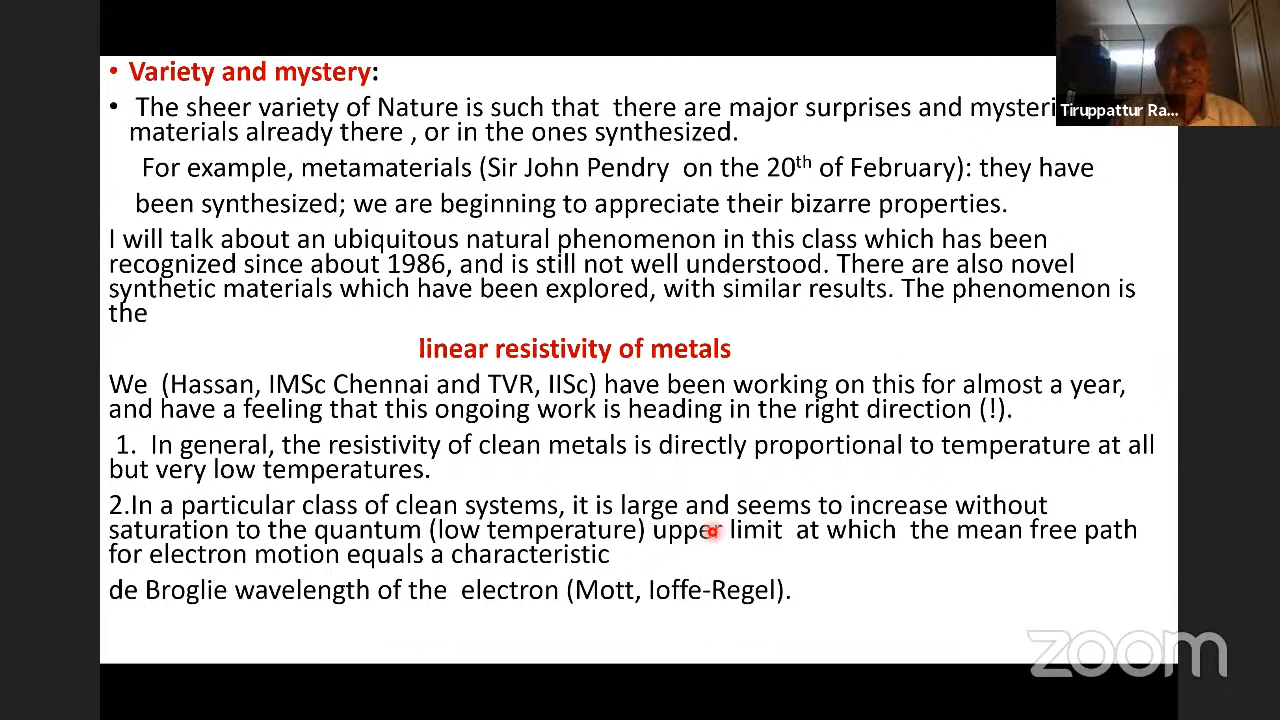 • Variety and mystery:
• The sheer variety of Nature is such that there are major surprises and mysteri
materials already there , or in the ones synthesized.
For example, metamaterials (Sir John Pendry on the 20th of February): they have
been synthesized; we are beginning to appreciate their bizarre properties.
I will talk about an ubiquitous natural phenomenon in this class which has been
recognized since about 1986, and is still not well understood. There are also novel
synthetic materials which have been explored, with similar results. The phenomenon is
the
linear resistivity of metals
We (Hassan, IMSc Chennai and TVR, IISc) have been working on this for almost a year,
and have a feeling that this ongoing work is heading in the right direction (!).
1. In general, the resistivity of clean metals is directly proportional to temperature at all
but very low temperatures.
2.In a particular class of clean systems, it is large and seems to increase without
saturation to the quantum (low temperature) upper limit at which the mean free path
for electron motion equals a characteristic
de Broglie wavelength of the electron (Mott, Ioffe-Regel).
Tiruppattur Ra...
zoom